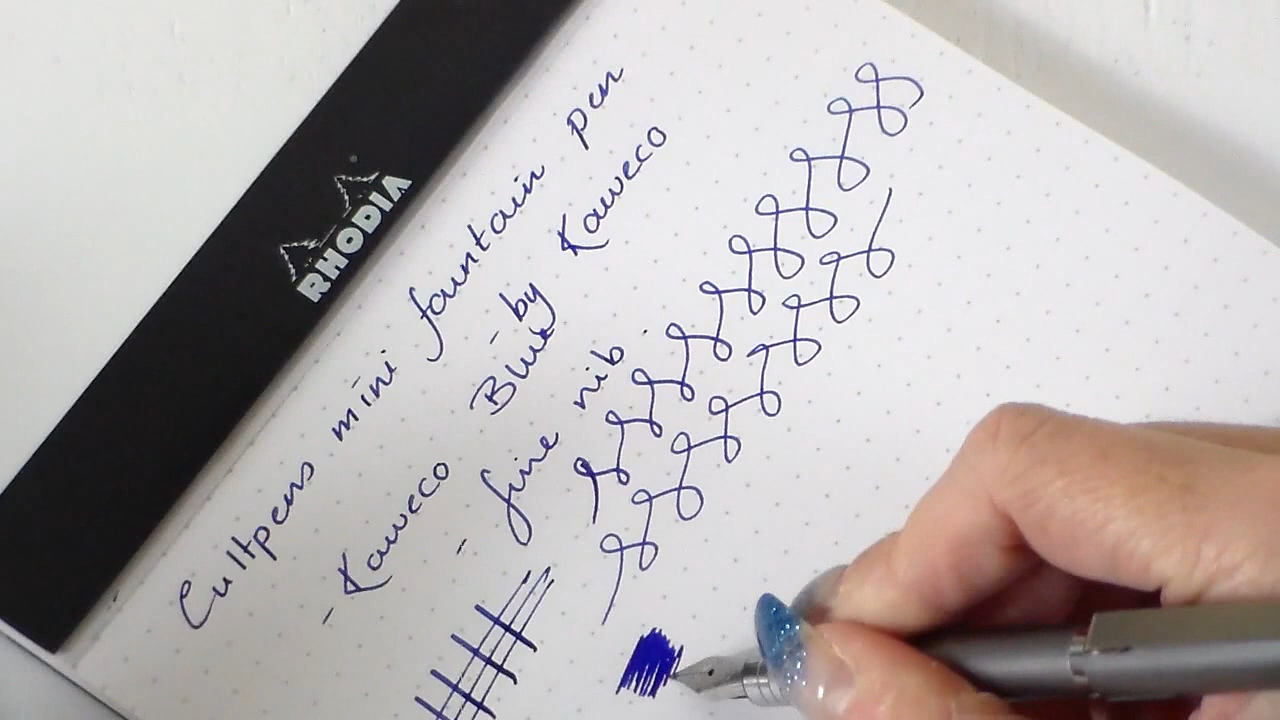 RHODIA
Cultpens mini fountain pen
- by Kaweco
- Kaweco Blue
- fine nib.